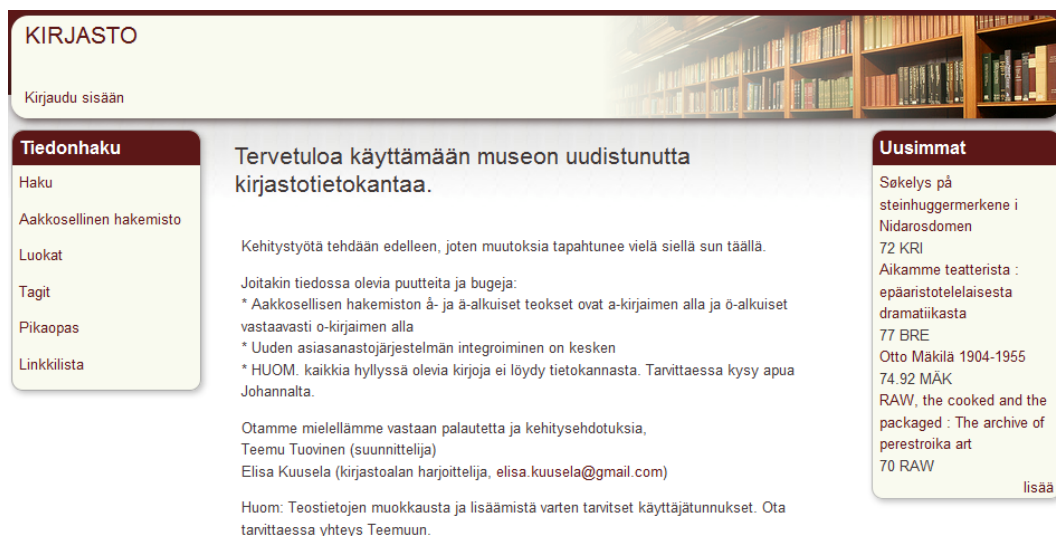 KIRJASTO
Kirjaudu sisään
Tiedonhaku
Haku
Aakkosellinen hakemisto
Luokat
Tagit
Pikaopas
Linkkilista
Tervetuloa käyttämään museon uudistunutta
kirjastotietokantaa.
Kehitystyötä tehdään edelleen, joten muutoksia tapahtunee vielä siellä sun täällä.
Joitakin tiedossa olevia puutteita ja bugeja:
* Aakkosellisen hakemiston å- ja ä-alkuiset teokset ovat a-kirjaimen alla ja ö-alkuiset
vastaavasti o-kirjaimen alla
* Uuden asiasanastojärjestelmän integroiminen on kesken
* HUOM. kaikkia hyllyssä olevia kirjoja ei löydy tietokannasta. Tarvittaessa kysy apua
Johannalta.
Otamme mielellämme vastaan palautetta ja kehitysehdotuksia,
Teemu Tuovinen (suunnittelija)
Elisa Kuusela (kirjastoalan harjoittelija, elisa.kuusela@gmail.com)
Huom: Teostietojen muokkausta ja lisäämistä varten tarvitset käyttäjätunnukset. Ota
tarvittaessa yhteys Teemuun.
Uusimmat
Søkelys på
steinhuggermerkene i
Nidarosdomen
72 KRI
Aikamme teatterista :
epäaristotelelaisesta
dramatiikasta
77 BRE
Otto Mäkilä 1904-1955
74.92 MÄK
RAW, the cooked and the
packaged : The archive of
perestroika art
70 RAW
lisää